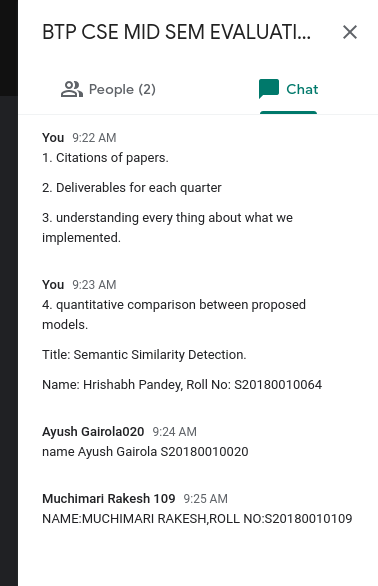 BTP CSE MID SEM EVALUATI...
People (2)
Chat
You 9:22 AM
1. Citations of papers.
2. Deliverables for each quarter
3. understanding every thing about what we
implemented.
You 9:23 AM
4. quantitative comparison between proposed
models.
Title: Semantic Similarity Detection.
Name: Hrishabh Pandey, Roll No: S20180010064
Ayush Gairola020 9:24 AM
name Ayush Gairola S20180010020
Muchimari Rakesh 109 9:25 AM
NAME:MUCHIMARI RAKESH,ROLL NO:S20180010109